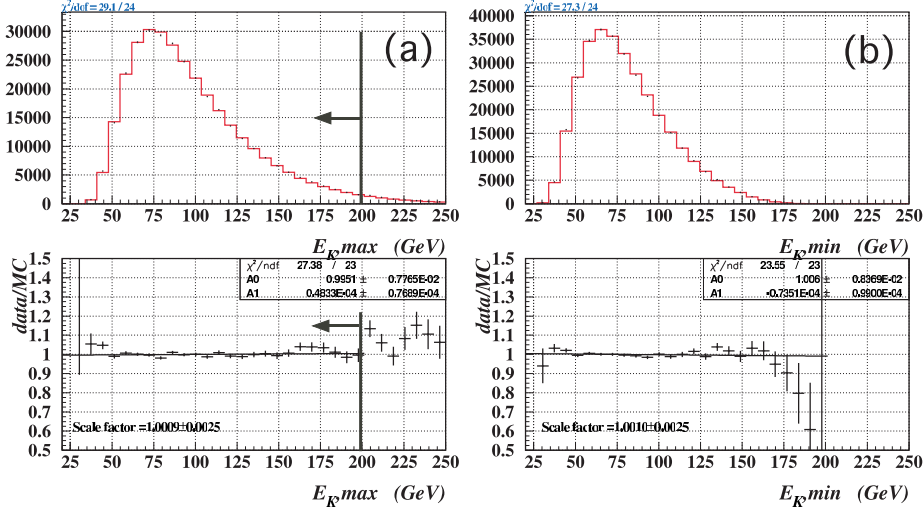 χ²/def = 29.1 / 24
30000
25000
20000
15000
10000
5000
0
(a)
25 50 75 100 125 150 175 200 225 250
E_K,max (GeV)
χ²/def = 27.3 / 24
40000
35000
30000
25000
20000
15000
10000
5000
0
(b)
25 50 75 100 125 150 175 200 225 250
E_K,min (GeV)
data/MC
1.5
1.4
1.3
1.2
1.1
1
0.9
0.8
0.7
0.6
0.5
χ²/ndf 27.38 / 23
A0 0.9951 ± 0.7765E-02
A1 0.4833E-04 ± 0.7689E-04
Scale factor =1.0009±0.0025
25 50 75 100 125 150 175 200 225 250
E_K,max (GeV)
data/MC
1.5
1.4
1.3
1.2
1.1
1
0.9
0.8
0.7
0.6
0.5
χ²/ndf 23.55 / 23
A0 1.006 ± 0.8369E-02
A1 -0.7351E-04 ± 0.9900E-04
Scale factor =1.0010±0.0025
25 50 75 100 125 150 175 200 225 250
E_K,min (GeV)